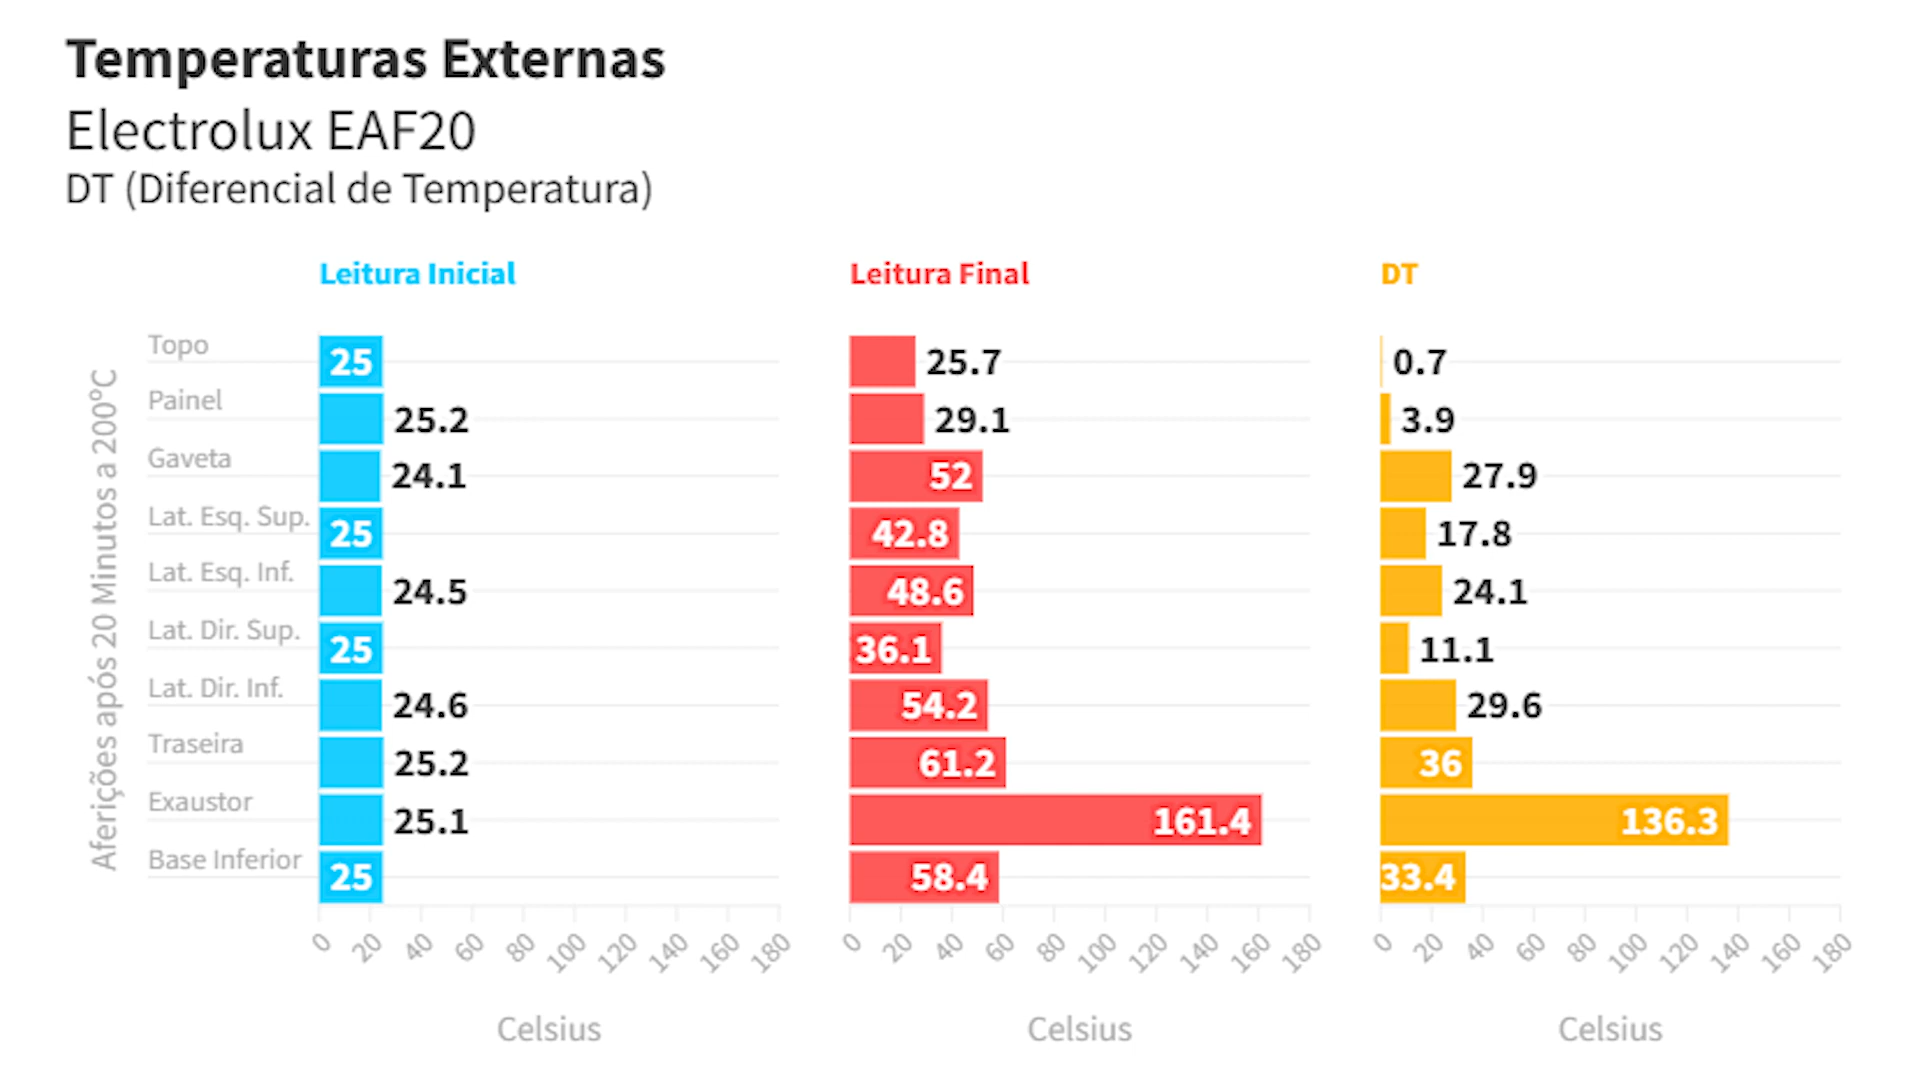 Temperaturas Externas
Electrolux EAF20
DT (Diferencial de Temperatura)
Leitura Inicial Leitura Final DT
Aferições após 20 Minutos a 200ºC
Topo 25 25.7 0.7
Painel 25.2 29.1 3.9
Gaveta 24.1 52 27.9
Lat. Esq. Sup. 25 42.8 17.8
Lat. Esq. Inf. 24.5 48.6 24.1
Lat. Dir. Sup. 25 36.1 11.1
Lat. Dir. Inf. 24.6 54.2 29.6
Traseira 25.2 61.2 36
Exaustor 25.1 161.4 136.3
Base Inferior 25 58.4 33.4
0 20 40 60 80 100 120 140 160 180 0 20 40 60 80 100 120 140 160 180 0 20 40 60 80 100 120 140 160 180
Celsius Celsius Celsius